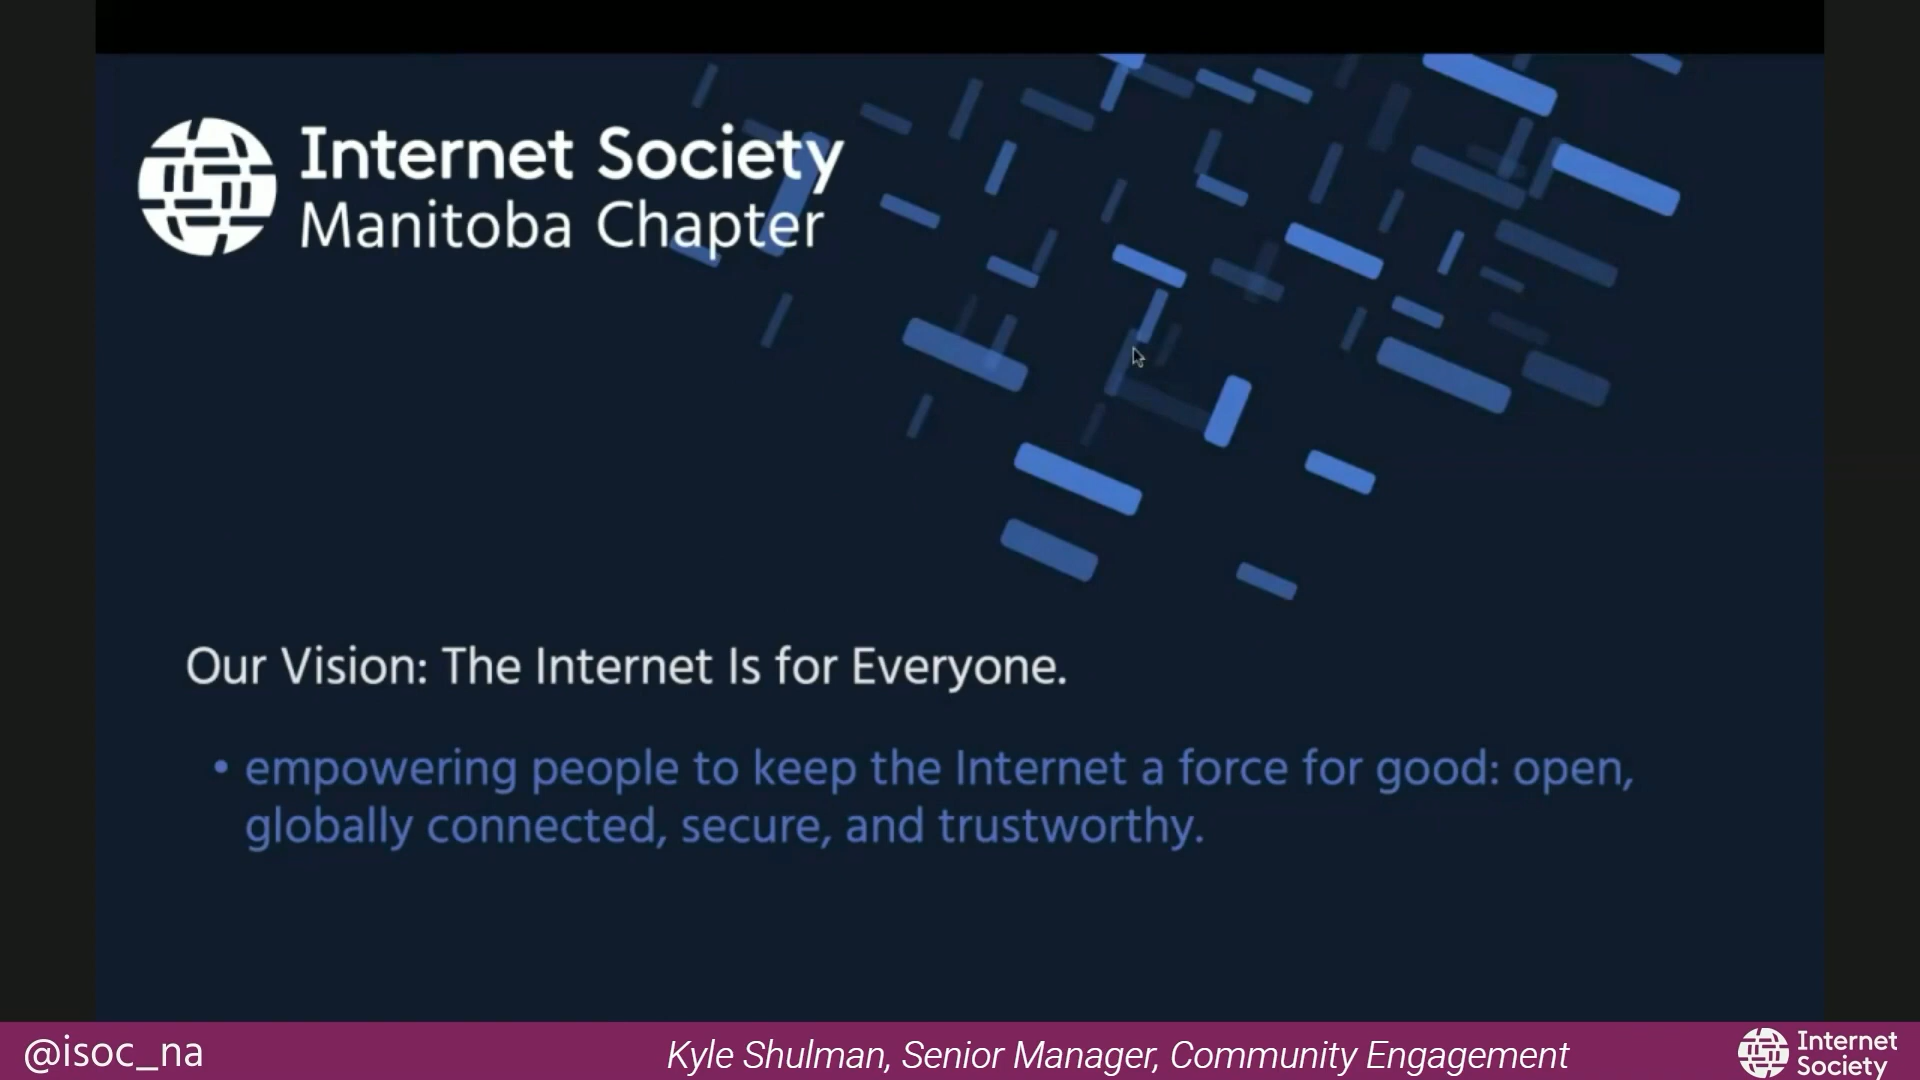 Internet Society
Manitoba Chapter
Our Vision: The Internet Is for Everyone.
• empowering people to keep the Internet a force for good: open,
globally connected, secure, and trustworthy.
@isoc_na
Kyle Shulman, Senior Manager, Community Engagement
Internet
Society